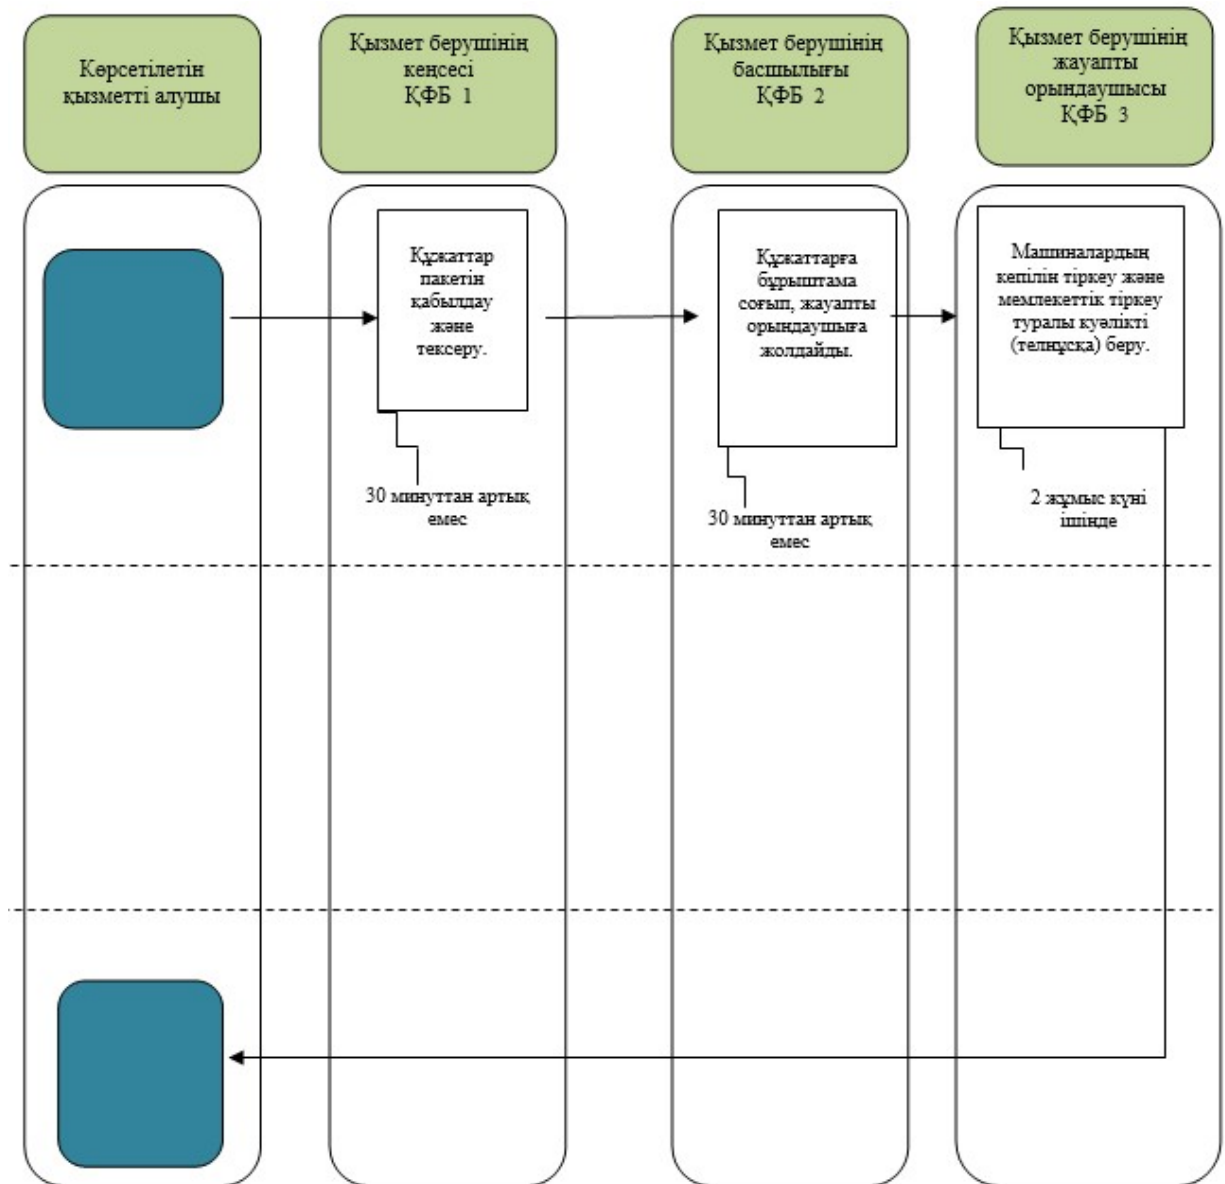 Көрсетілетін
қызметті алушы
Қызмет берушінің
кеңсесі
ҚФБ 1
Қызмет берушінің
басшылығы
ҚФБ 2
Қызмет берушінің
жауапты
орындаушысы
ҚФБ 3
Құжаттар
пакетін
қабылдау
және
тексеру.
Құжаттарға
бұрыштама
соғып, жауапты
орындаушыға
жолдайды.
Машиналардың
кепілін тіркеу және
мемлекеттік тіркеу
туралы куәлікті
(телнұсқа) беру.
30 минуттан артық
емес
30 минуттан артық
емес
2 жұмыс күні
ішінде